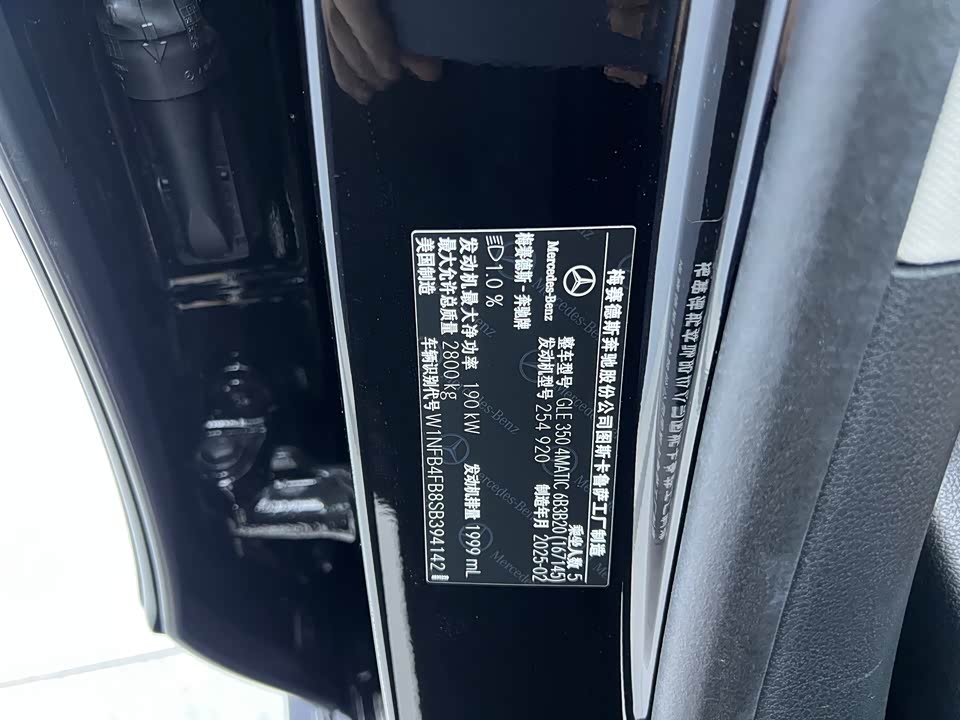 梅赛德斯奔驰股份公司图斯卡鲁萨工厂制造
Mercedes-Benz
整车型号 GLE 350 4MATIC 6B3B20(167145)
乘坐人数 5
发动机型号 254 920
制造年月 2025-02
梅赛德斯-奔驰牌
1.0 %
发动机最大净功率 190 kW
发动机排量 1999 mL
最大允许总质量 2800 kg
美国制造
车辆识别代号 W1NFB4FB8SB394142